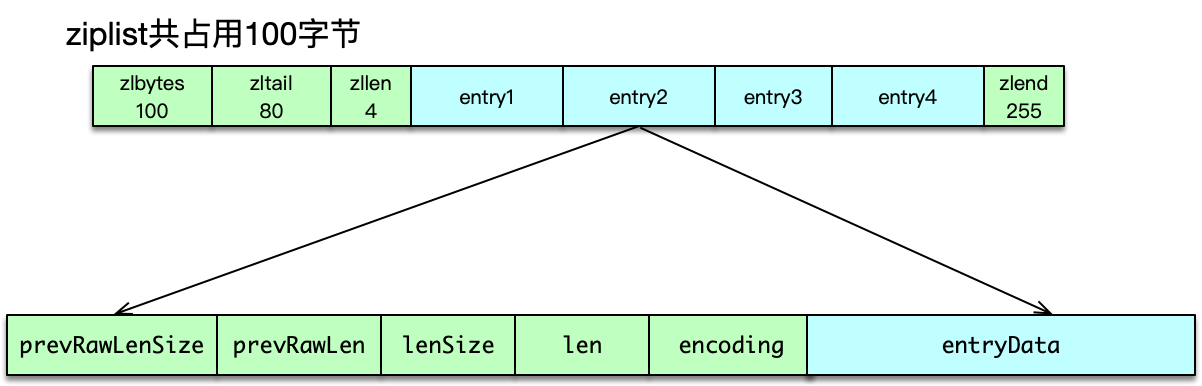 ziplist共占用100字节
zlbytes zltail zllen entry1 entry2 entry3 entry4 zlend
100 80 4 255
prevRawLenSize prevRawLen lenSize len encoding entryData